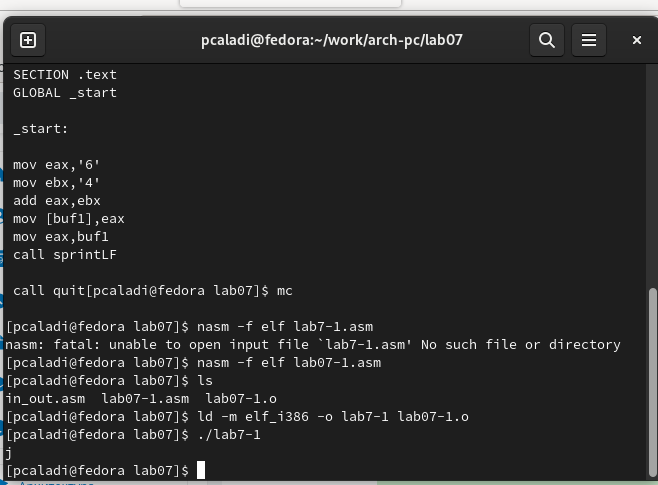 pcaladi@fedora:~/work/arch-pc/lab07
SECTION .text
GLOBAL _start
_start:
mov eax,'6'
mov ebx,'4'
add eax,ebx
mov [buf1],eax
mov eax,buf1
call sprintLF
call quit[pcaladi@fedora lab07]$ mc
[pcaladi@fedora lab07]$ nasm -f elf lab7-1.asm
nasm: fatal: unable to open input file `lab7-1.asm' No such file or directory
[pcaladi@fedora lab07]$ nasm -f elf lab07-1.asm
[pcaladi@fedora lab07]$ ls
in_out.asm  lab07-1.asm  lab07-1.o
[pcaladi@fedora lab07]$ ld -m elf_i386 -o lab7-1 lab07-1.o
[pcaladi@fedora lab07]$ ./lab7-1
j
[pcaladi@fedora lab07]$